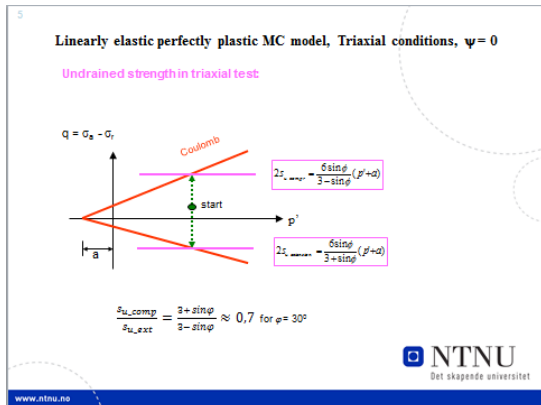 5
Linearly elastic perfectly plastic MC model, Triaxial conditions, ψ = 0
Undrained strength in triaxial test:
q = σa - σr
Coulomb
2s = 6sinϕ / 3-sinϕ (p'+a)
start
p'
a
2s = 6sinϕ / 3+sinϕ (p'+a)
su_comp / su_ext = 3+sinφ / 3-sinφ ≈ 0,7 for φ = 30º
NTNU
Det skapende universitet
www.ntnu.no